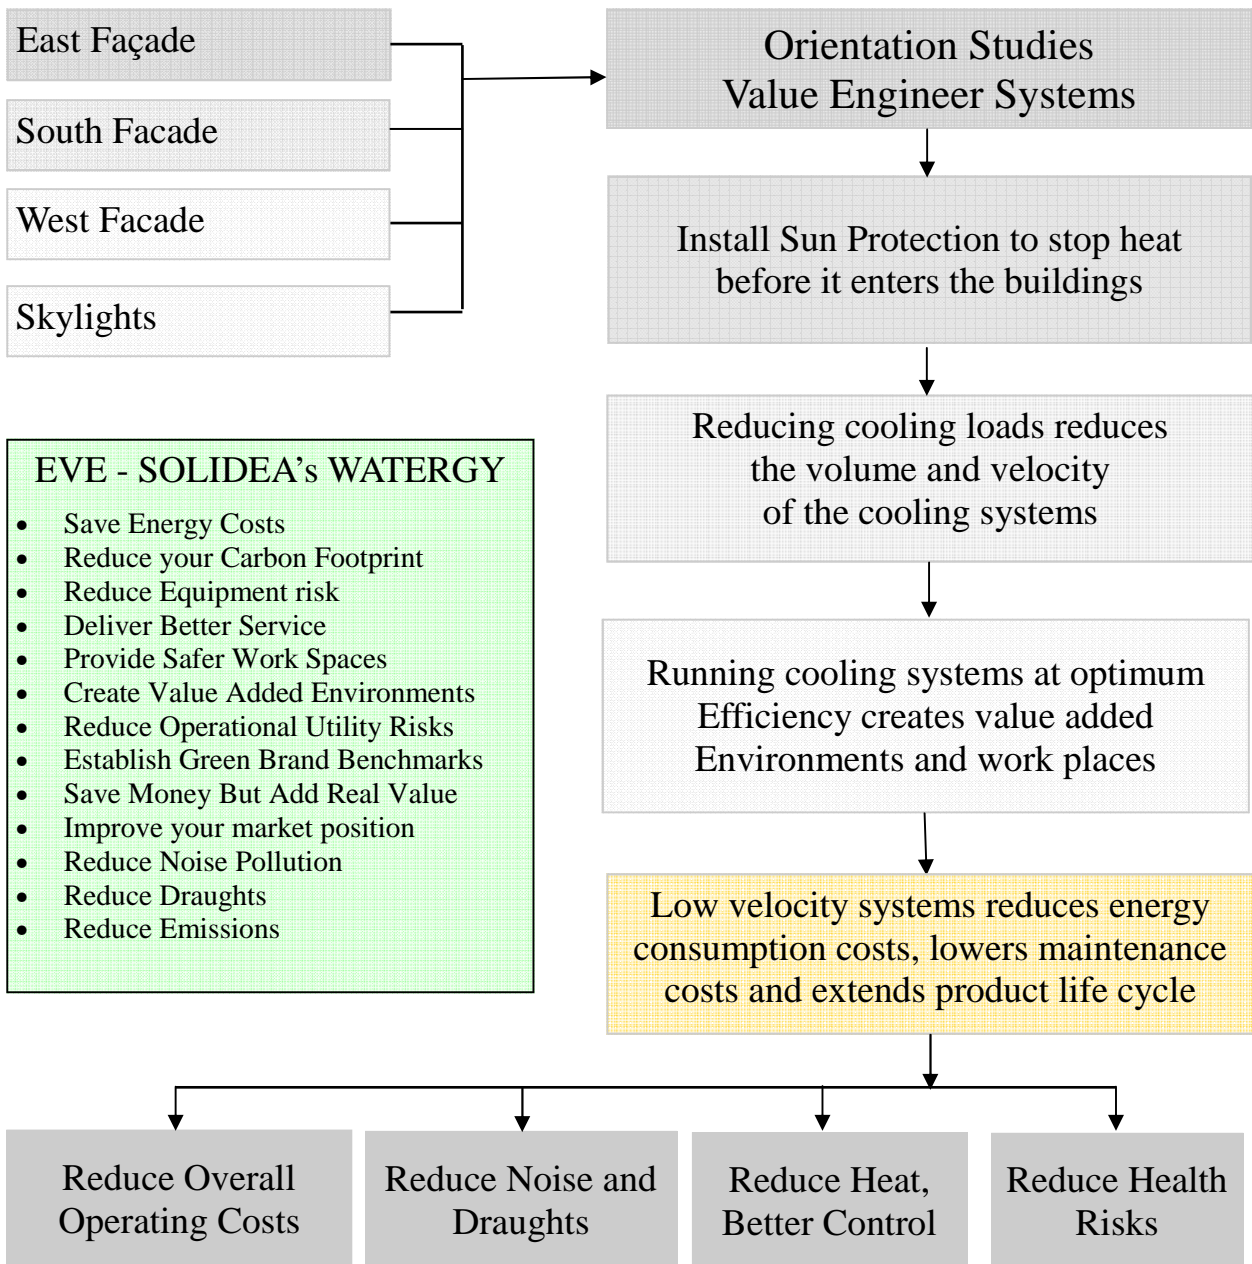 East Façade
South Facade
West Facade
Skylights
Orientation Studies
Value Engineer Systems
Install Sun Protection to stop heat
before it enters the buildings
Reducing cooling loads reduces
the volume and velocity
of the cooling systems
Running cooling systems at optimum
Efficiency creates value added
Environments and work places
Low velocity systems reduces energy
consumption costs, lowers maintenance
costs and extends product life cycle
EVE - SOLIDEA's WATERGY
• Save Energy Costs
• Reduce your Carbon Footprint
• Reduce Equipment risk
• Deliver Better Service
• Provide Safer Work Spaces
• Create Value Added Environments
• Reduce Operational Utility Risks
• Establish Green Brand Benchmarks
• Save Money But Add Real Value
• Improve your market position
• Reduce Noise Pollution
• Reduce Draughts
• Reduce Emissions
Reduce Overall
Operating Costs
Reduce Noise and
Draughts
Reduce Heat,
Better Control
Reduce Health
Risks